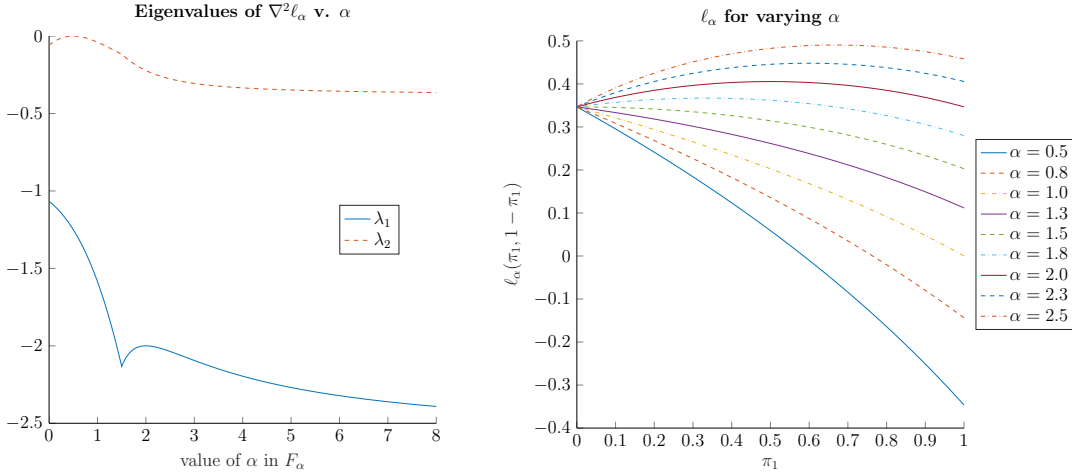 Eigenvalues of ∇²ℓ_α v. α
0
−0.5
−1
−1.5
−2
−2.5
0 1 2 3 4 5 6 7 8
value of α in F_α
λ₁
λ₂
ℓ_α for varying α
ℓ_α(π₁, 1 − π₁)
0.5
0.4
0.3
0.2
0.1
0
−0.1
−0.2
−0.3
−0.4
0 0.1 0.2 0.3 0.4 0.5 0.6 0.7 0.8 0.9 1
π₁
α = 0.5
α = 0.8
α = 1.0
α = 1.3
α = 1.5
α = 1.8
α = 2.0
α = 2.3
α = 2.5